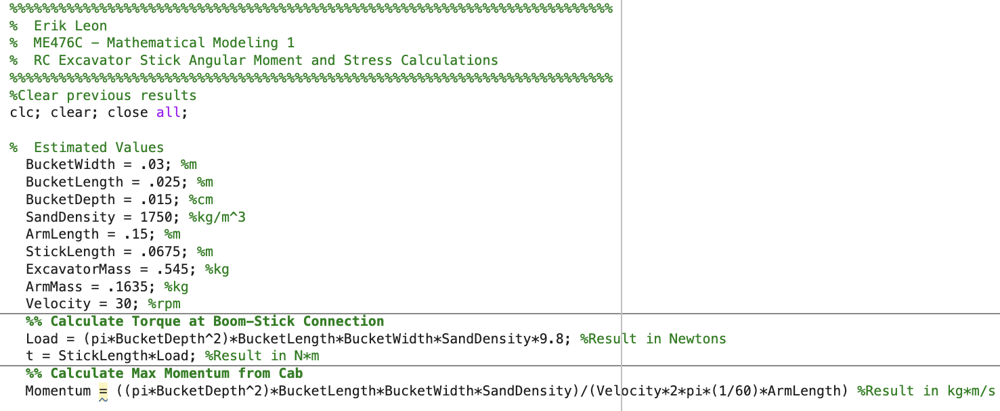 %%%%%%%%%%%%%%%%%%%%%%%%%%%%%%%%%%%%%%%%%%%%%%%%%%%%%%%%%%%%%%%%%%%%%%%%%%%%
%  Erik Leon
%  ME476C - Mathematical Modeling 1
%  RC Excavator Stick Angular Moment and Stress Calculations
%%%%%%%%%%%%%%%%%%%%%%%%%%%%%%%%%%%%%%%%%%%%%%%%%%%%%%%%%%%%%%%%%%%%%%%%%%%%
%Clear previous results
clc; clear; close all;
%  Estimated Values
BucketWidth = .03; %m
BucketLength = .025; %m
BucketDepth = .015; %cm
SandDensity = 1750; %kg/m^3
ArmLength = .15; %m
StickLength = .0675; %m
ExcavatorMass = .545; %kg
ArmMass = .1635; %kg
Velocity = 30; %rpm
%% Calculate Torque at Boom-Stick Connection
Load = (pi*BucketDepth^2)*BucketLength*BucketWidth*SandDensity*9.8; %Result in Newtons
t = StickLength*Load; %Result in N*m
%% Calculate Max Momentum from Cab
Momentum = ((pi*BucketDepth^2)*BucketLength*BucketWidth*SandDensity)/(Velocity*2*pi*(1/60)*ArmLength) %Result in kg*m/s